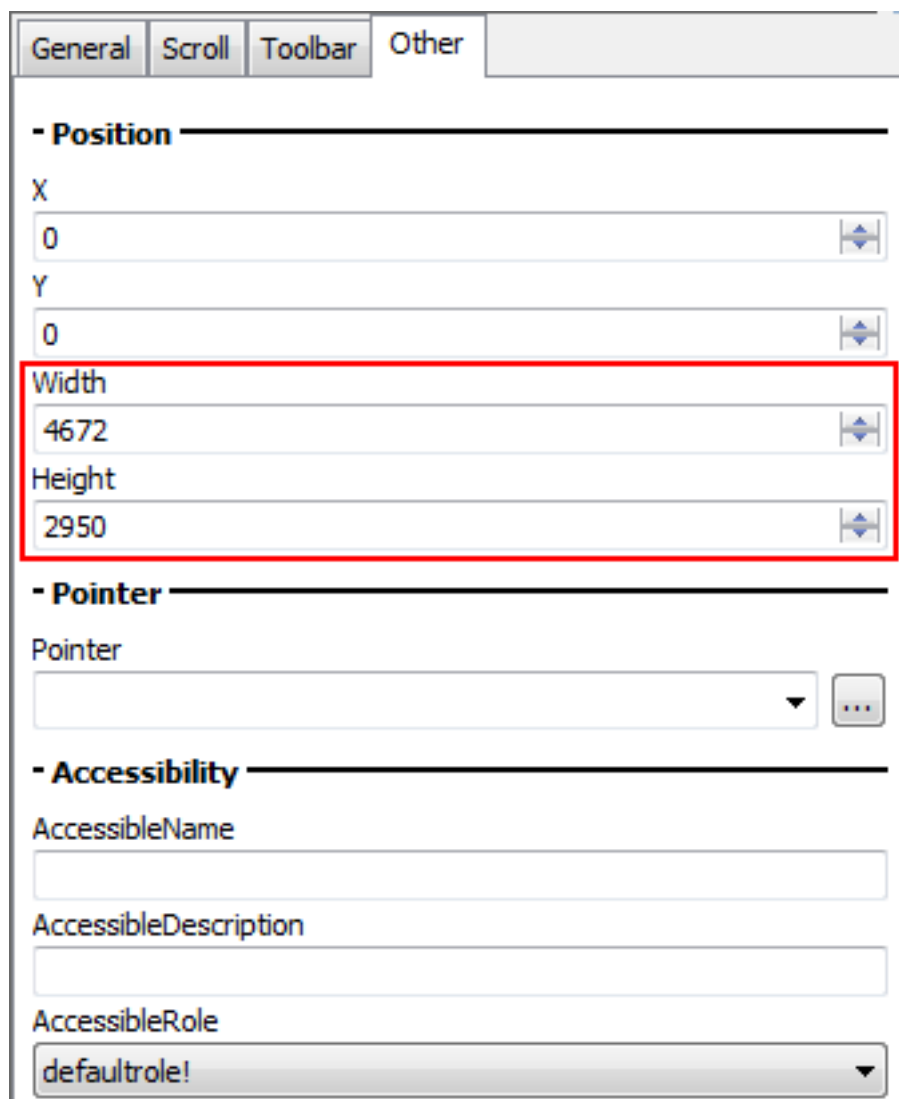 General Scroll Toolbar Other
- Position
X
0
Y
0
Width
4672
Height
2950
- Pointer
Pointer
...
- Accessibility
AccessibleName
AccessibleDescription
AccessibleRole
defaultrole!